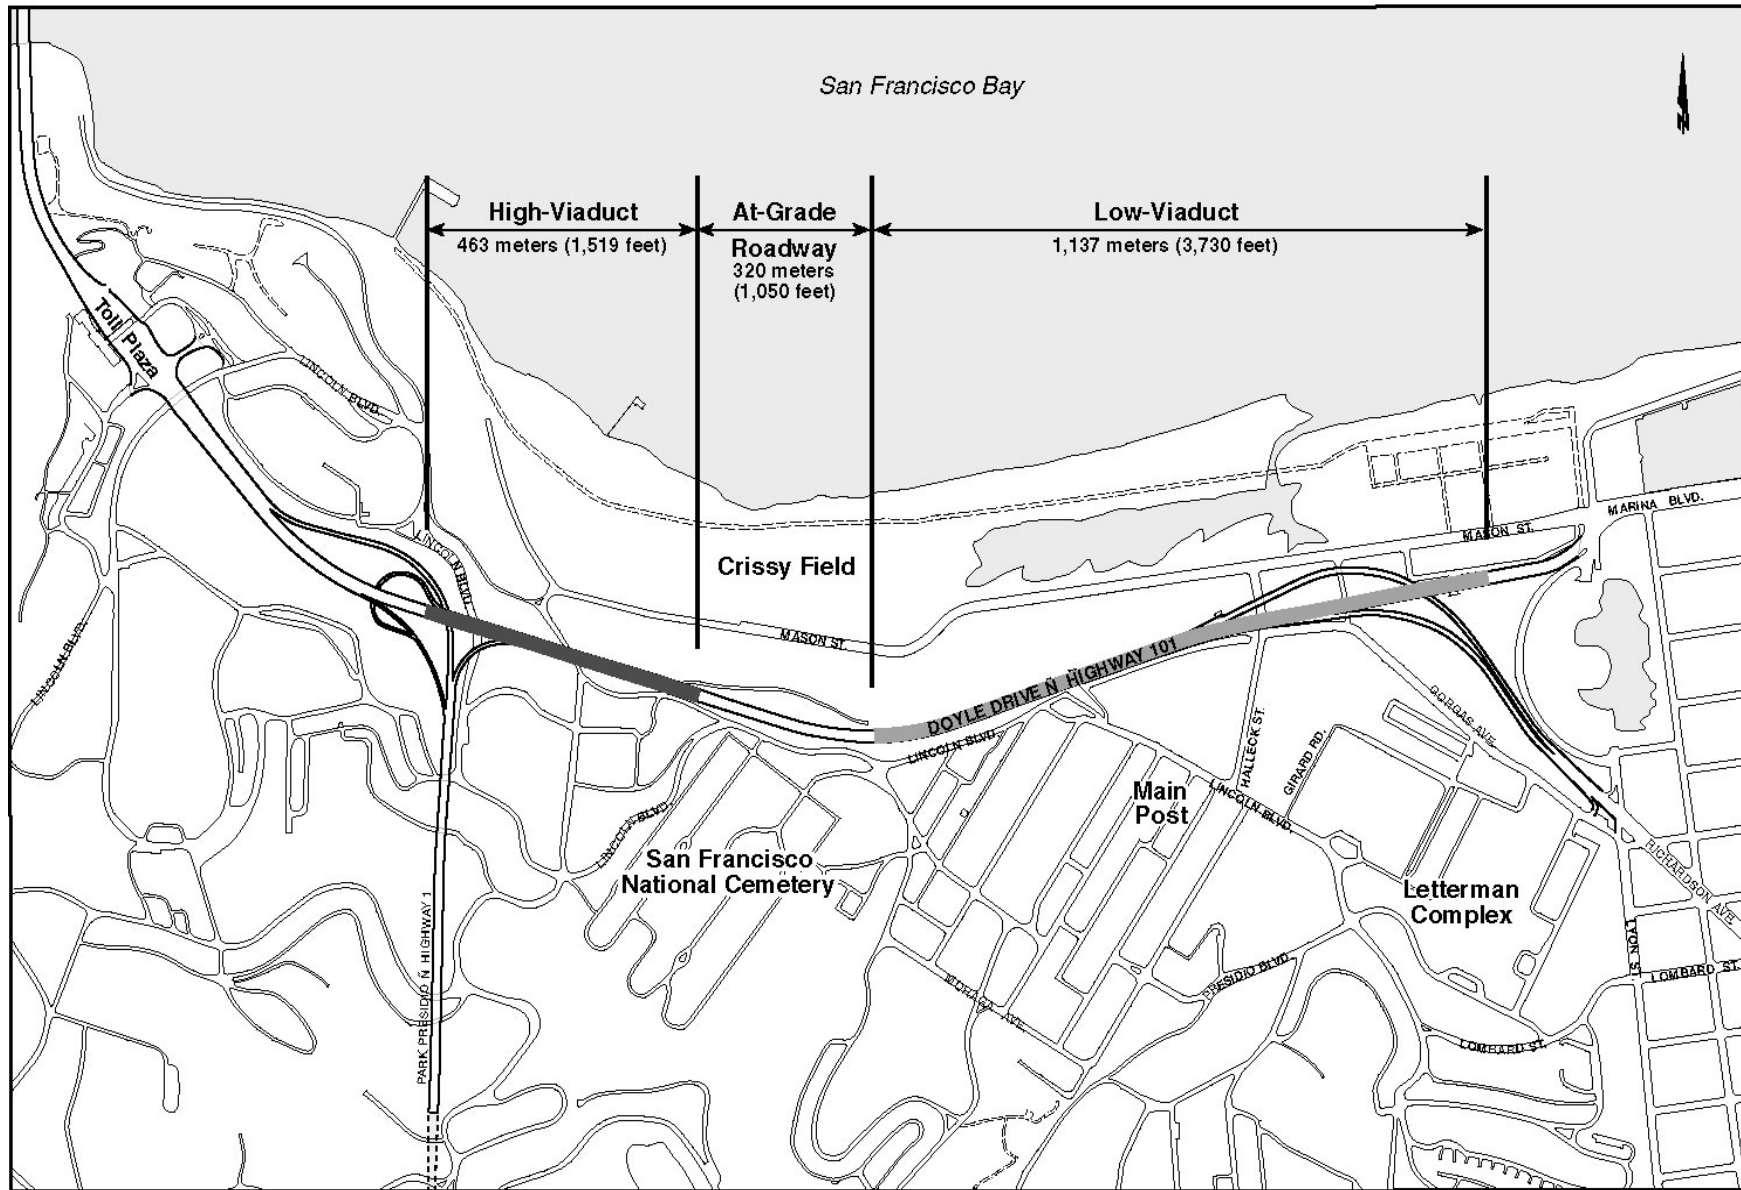 San Francisco Bay
N
High-Viaduct
463 meters (1,519 feet)
At-Grade
Roadway
320 meters
(1,050 feet)
Low-Viaduct
1,137 meters (3,730 feet)
Toll Plaza
LINCOLN BLVD.
LINCOLN BLVD.
MARINA BLVD.
MASON ST.
Crissy Field
MASON ST.
LINCOLN BLVD.
DOYLE DRIVE Ñ HIGHWAY 101
LINCOLN BLVD.
GORGAS AVE.
HALLECK ST.
GIRARD RD.
Main
Post
LINCOLN BLVD.
LINCOLN BLVD.
San Francisco
National Cemetery
RICHARDSON AVE.
Letterman
Complex
LYON ST.
LOMBARD ST.
PARK PRESIDIO Ñ HIGHWAY 1
MORAGA AVE.
PRESIDIO BLVD.
LOMBARD ST.